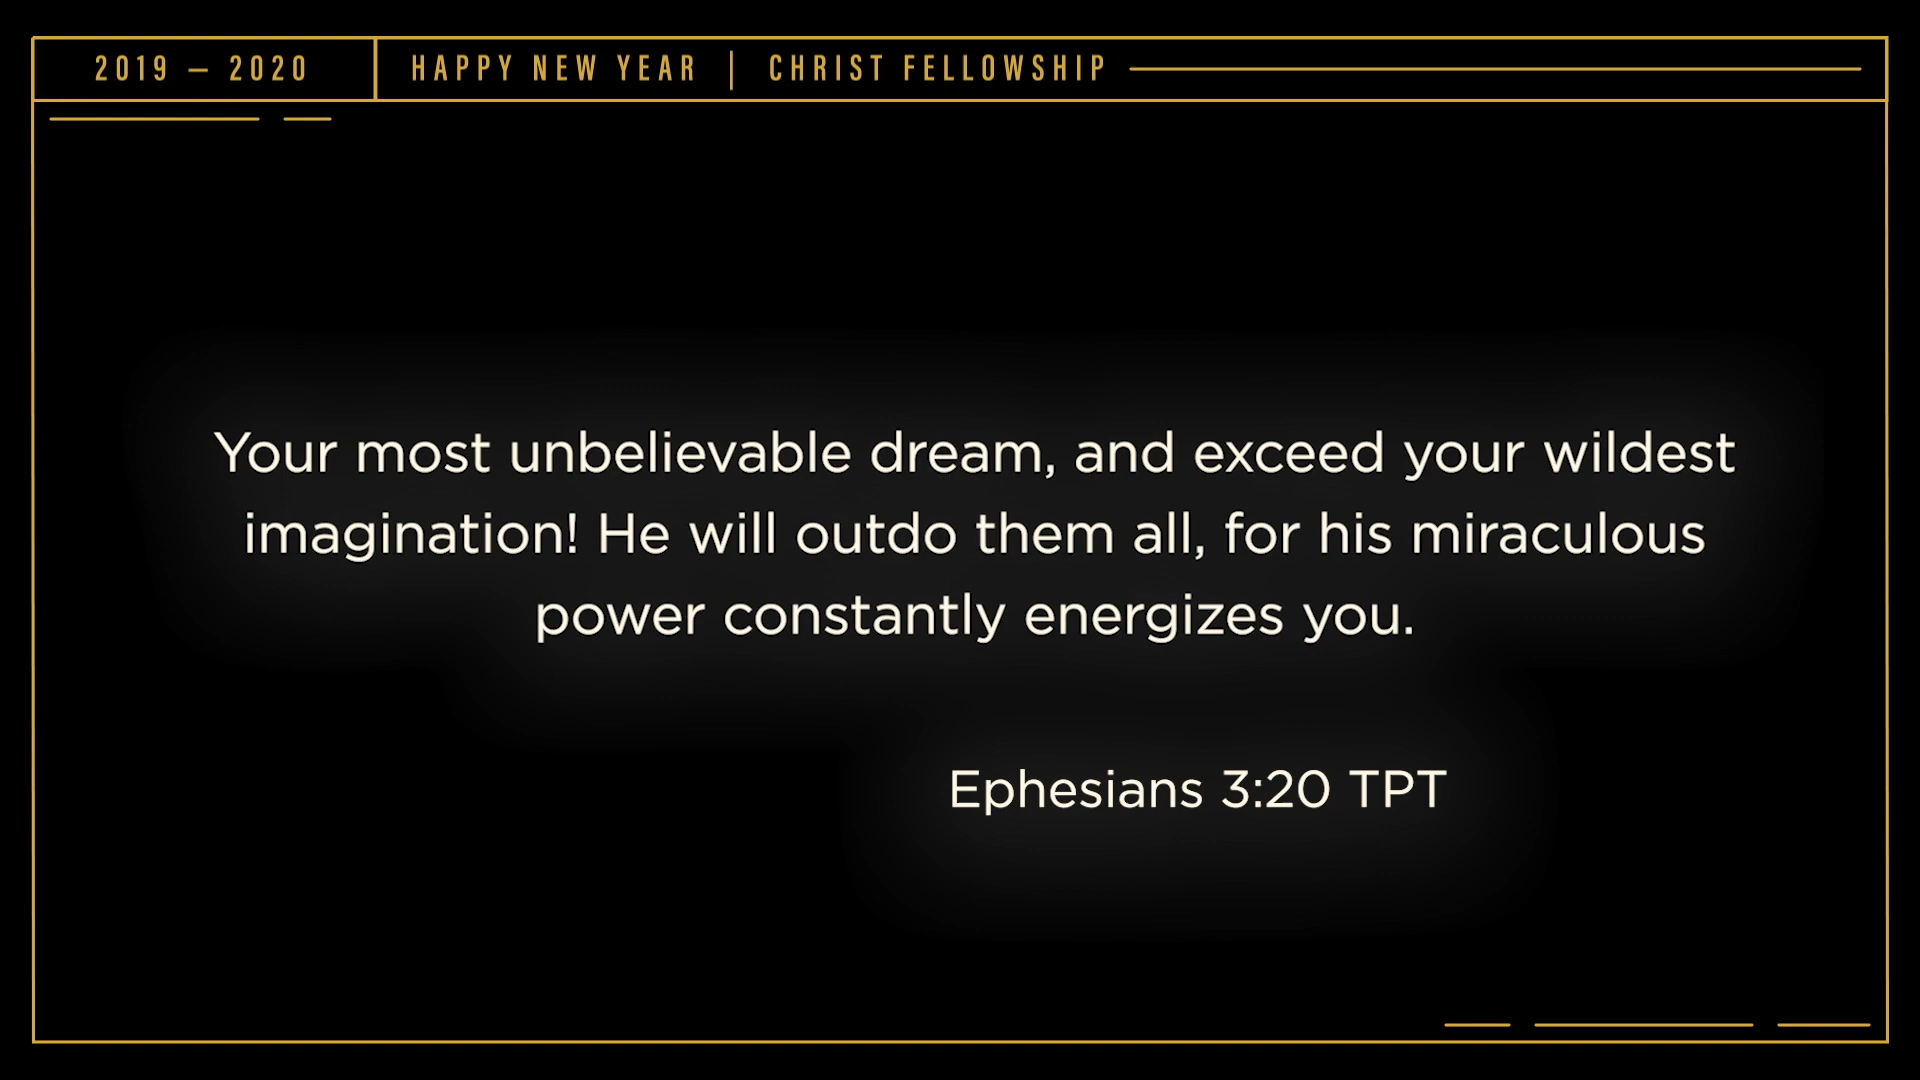 2019 — 2020
HAPPY NEW YEAR | CHRIST FELLOWSHIP
Your most unbelievable dream, and exceed your wildest
imagination! He will outdo them all, for his miraculous
power constantly energizes you.
Ephesians 3:20 TPT